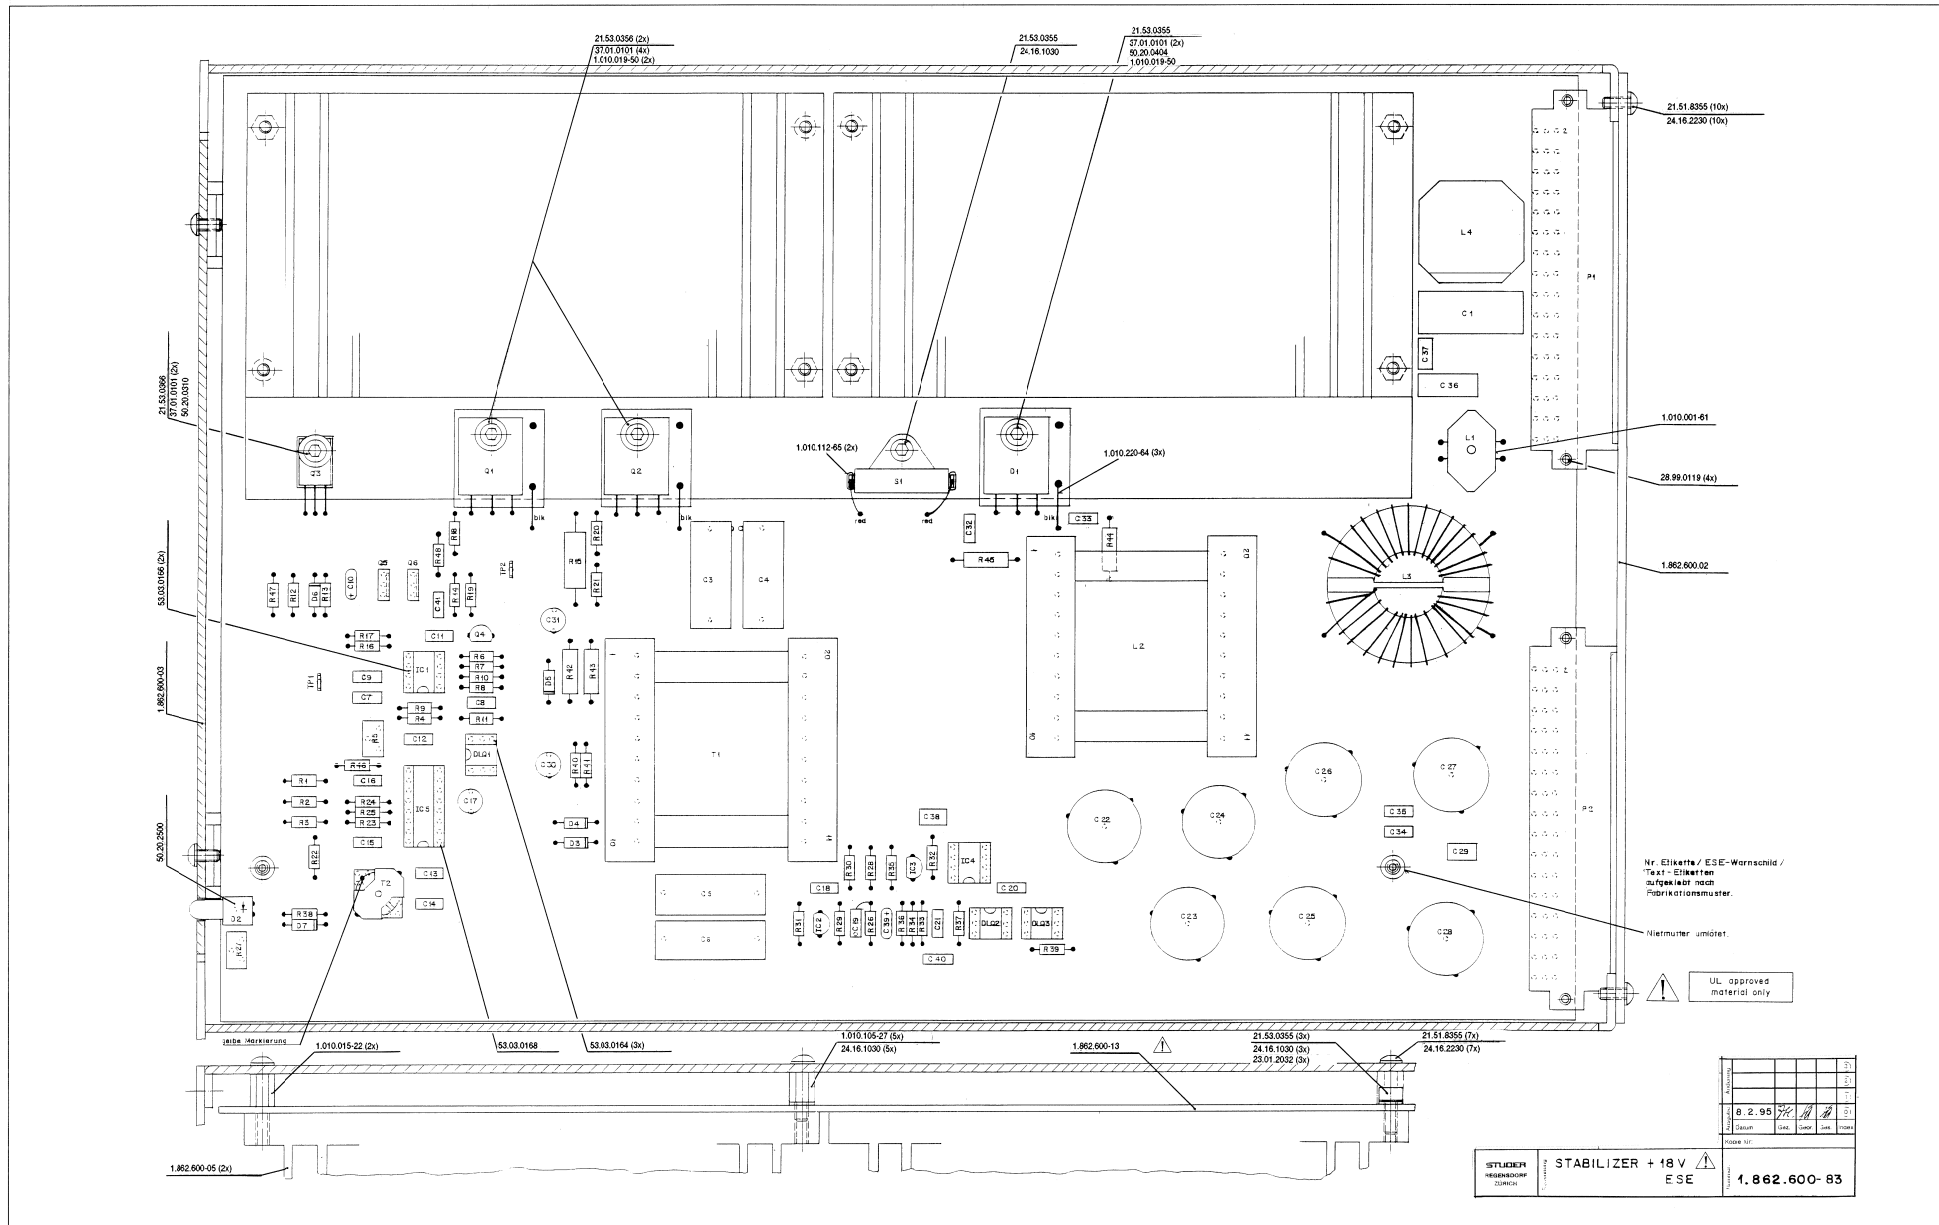 21.53.0356 (2x)
37.01.0101 (4x)
1.010.019-50 (2x)
21.53.0355
24.16.1030
21.53.0355
37.01.0101 (2x)
50.20.0404
1.010.019-50
21.51.8355 (10x)
24.16.2230 (10x)
L4
P1
C1
C37
C36
21.53.0366
37.01.0101 (2x)
50.20.0310
1.010.001-61
L1
1.010.112-65 (2x)
1.010.220-64 (3x)
28.99.0119 (4x)
Q3
Q1
Q2
S1
D1
blk
blk
red
red
blk
R18
R48
R20
R15
R21
C32
C33
R44
R45
53.03.0166 (2x)
TP2
C3
C4
02
L3
1.862.600.02
R47
R12
D6
R13
C10
Q5
Q6
C41
R14
R19
C31
R17
R16
C11
Q4
IC1
R6
R7
R10
R8
C9
C7
C8
TP1
D5
R42
R43
02
L2
R9
R4
R11
1.862.600-03
R5
C12
DLQ1
C30
R40
R41
T1
R46
R1
C16
R2
R24
R25
R23
R3
IC5
C17
D4
D3
C26
C27
C22
C24
C35
C34
P2
C38
50.20.2500
R22
C15
C13
T2
C14
R30
R28
R35
IC3
R32
IC4
C29
Nr. Etikette / ESE-Warnschild /
Text - Etiketten
aufgeklebt nach
Fabrikationsmuster.
C18
C20
C5
D2
R38
D7
R31
IC2
R29
C19
R26
C39
R36
R34
R33
C21
R37
DLQ2
DLQ3
C23
C25
C28
C6
R39
C40
Nietmutter umlötet.
UL approved
material only
gelbe Markierung
1.010.015-22 (2x)
53.03.0168
53.03.0164 (3x)
1.010.105-27 (5x)
24.16.1030 (5x)
1.862.600-13
21.53.0355 (3x)
24.16.1030 (3x)
23.01.2032 (3x)
21.51.8355 (7x)
24.16.2230 (7x)
1.862.600-05 (2x)
8.2.95
Datum
Gez.
Gepr.
Ges.
Index
Kopie für:
STUDER
REGENSDORF
ZÜRICH
STABILIZER + 18 V
ESE
1.862.600-83